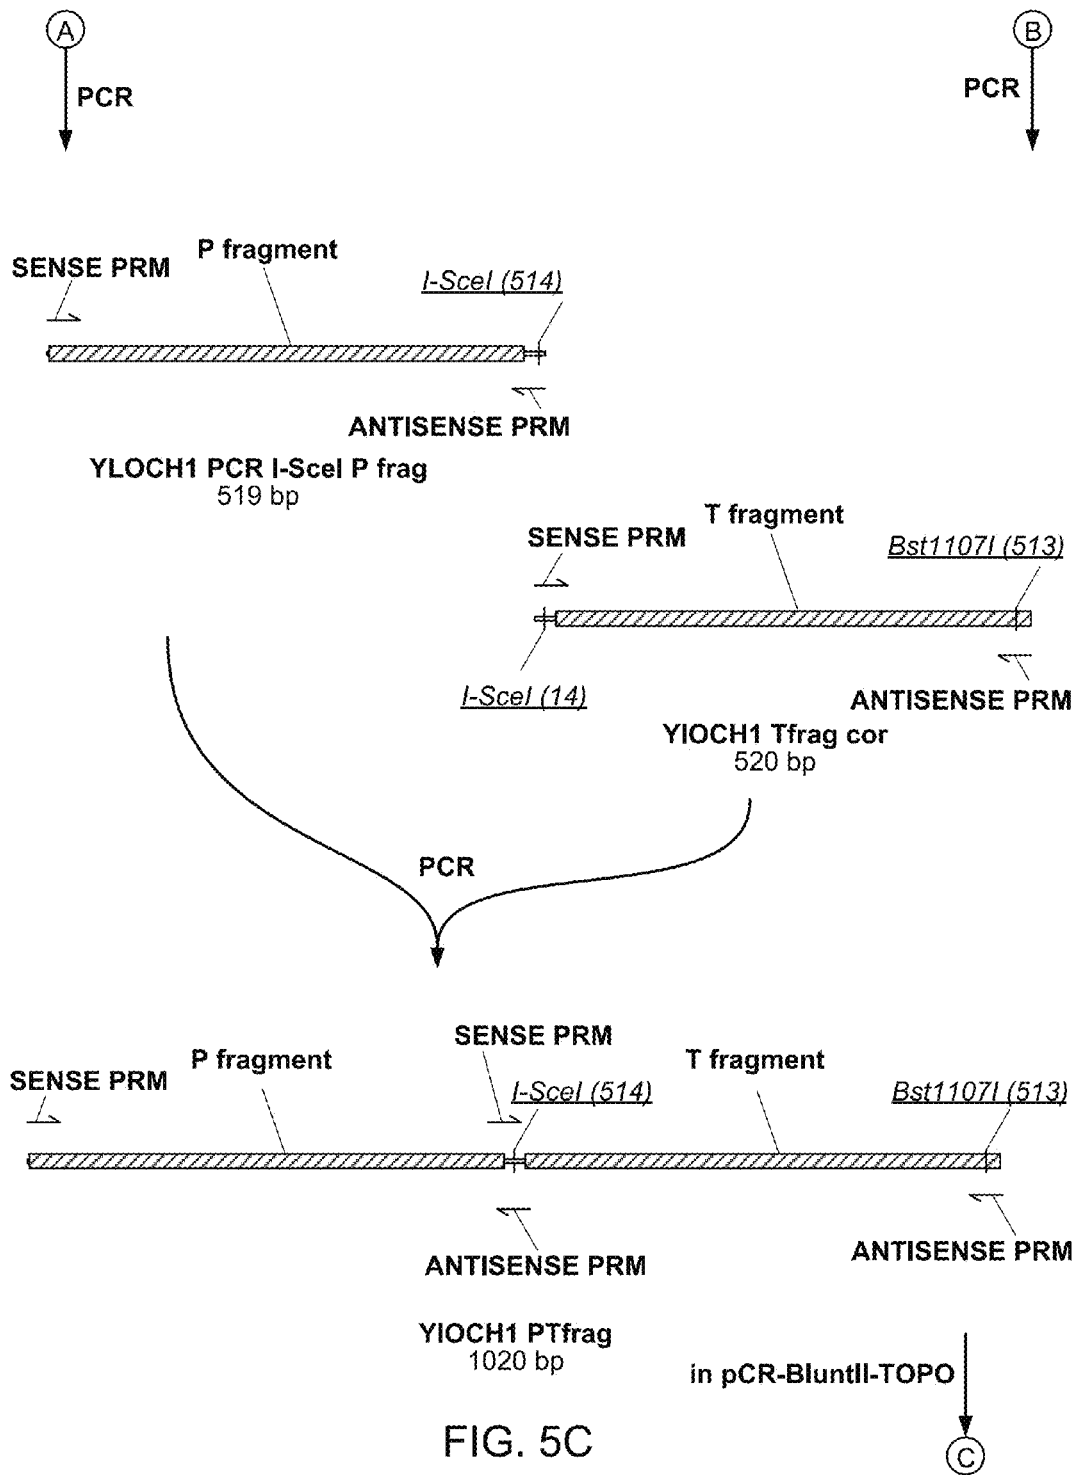 A
B
PCR
PCR
P fragment
SENSE PRM
I-SceI (514)
ANTISENSE PRM
YLOCH1 PCR I-SceI P frag
519 bp
T fragment
SENSE PRM
Bst1107I (513)
I-SceI (14)
ANTISENSE PRM
YIOCH1 Tfrag cor
520 bp
PCR
SENSE PRM
P fragment
T fragment
SENSE PRM
I-SceI (514)
Bst1107I (513)
ANTISENSE PRM
ANTISENSE PRM
YIOCH1 PTfrag
1020 bp
in pCR-BluntII-TOPO
FIG. 5C
C